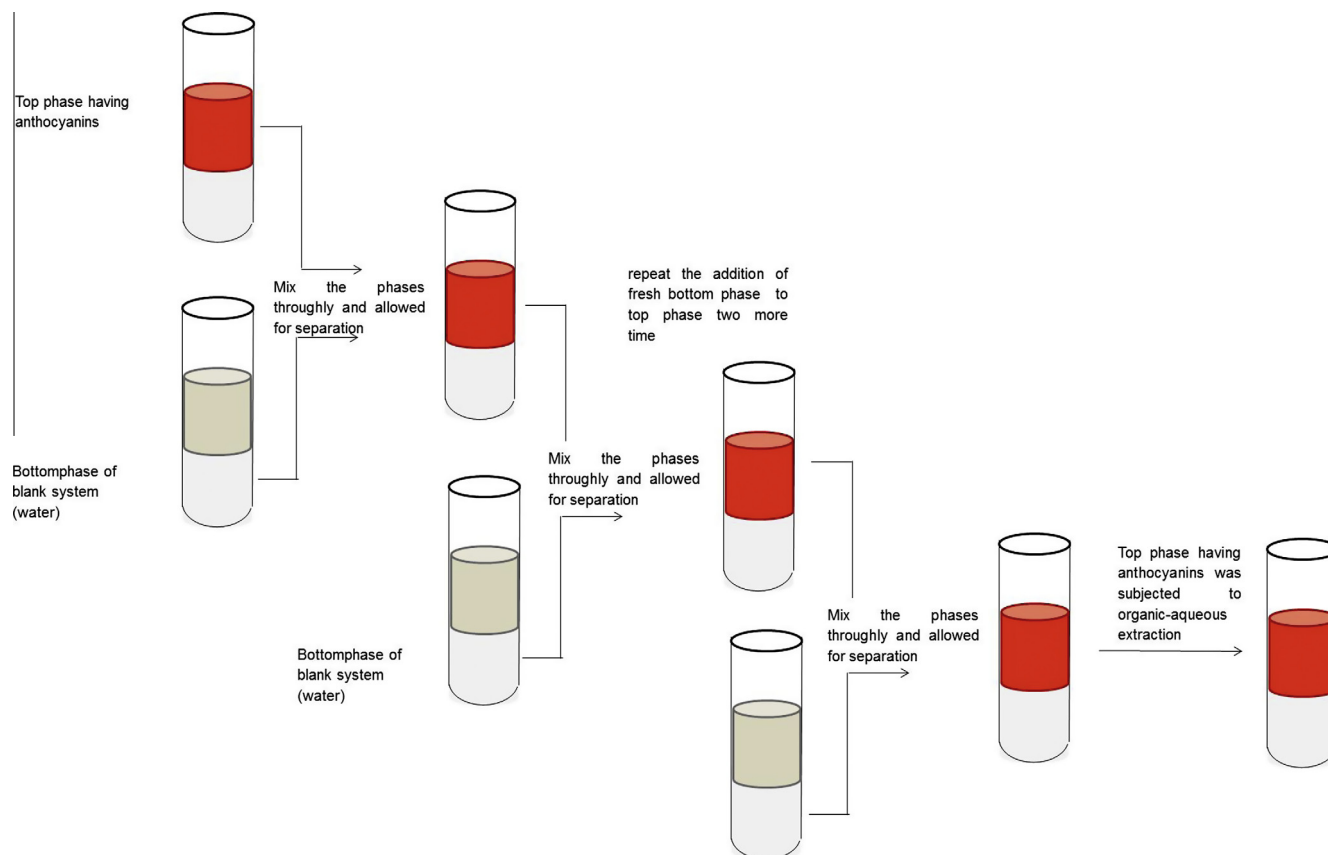 Top phase having
anthocyanins
Bottomphase of
blank system
(water)
Mix the phases
throughly and allowed
for separation
Bottomphase of
blank system
(water)
Mix the phases
throughly and allowed
for separation
repeat the addition of
fresh bottom phase to
top phase two more
time
Mix the phases
throughly and allowed
for separation
Top phase having
anthocyanins was
subjected to
organic-aqueous
extraction